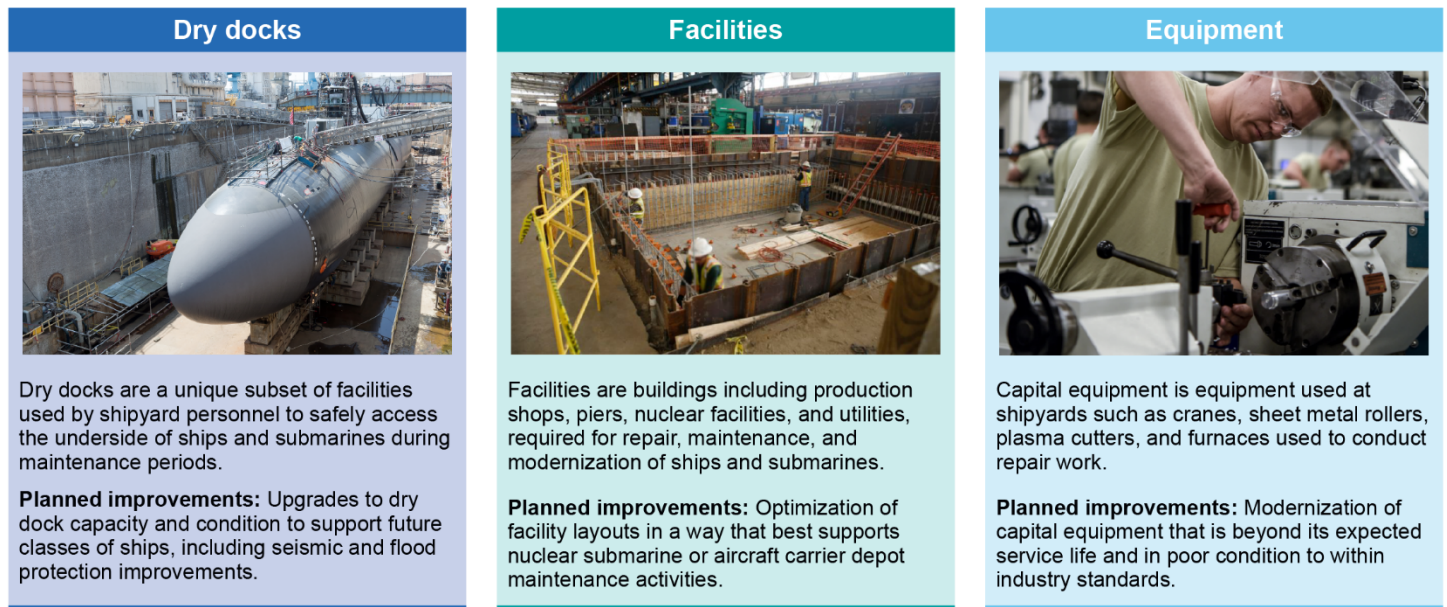 Dry docks
Dry docks are a unique subset of facilities
used by shipyard personnel to safely access
the underside of ships and submarines during
maintenance periods.
Planned improvements: Upgrades to dry
dock capacity and condition to support future
classes of ships, including seismic and flood
protection improvements.
Facilities
Facilities are buildings including production
shops, piers, nuclear facilities, and utilities,
required for repair, maintenance, and
modernization of ships and submarines.
Planned improvements: Optimization of
facility layouts in a way that best supports
nuclear submarine or aircraft carrier depot
maintenance activities.
Equipment
Capital equipment is equipment used at
shipyards such as cranes, sheet metal rollers,
plasma cutters, and furnaces used to conduct
repair work.
Planned improvements: Modernization of
capital equipment that is beyond its expected
service life and in poor condition to within
industry standards.